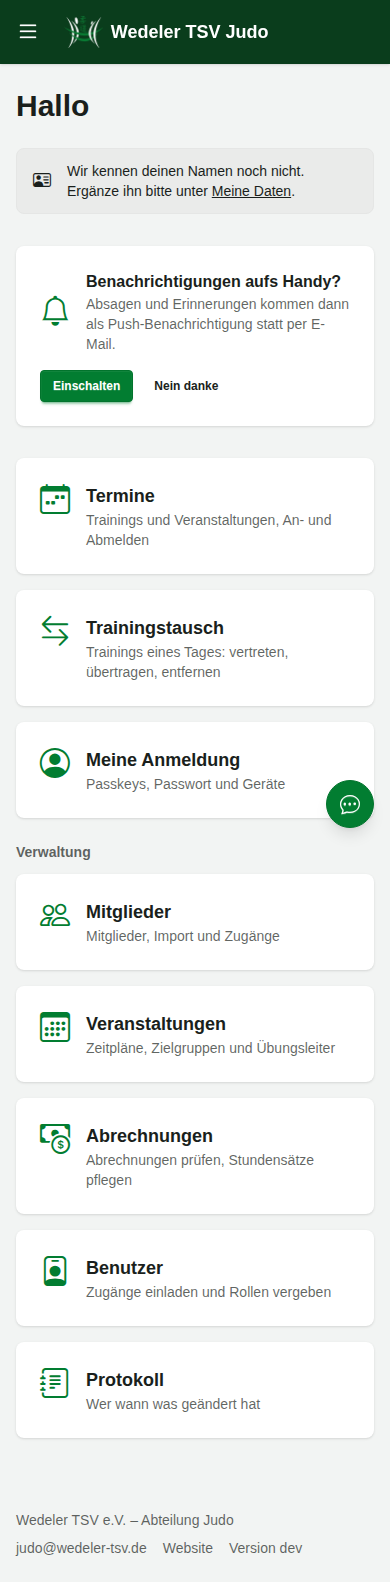 Wedeler TSV Judo
Hallo
Wir kennen deinen Namen noch nicht.
Ergänze ihn bitte unter Meine Daten.
Benachrichtigungen aufs Handy?
Absagen und Erinnerungen kommen dann
als Push-Benachrichtigung statt per E-
Mail.
Einschalten
Nein danke
Termine
Trainings und Veranstaltungen, An- und
Abmelden
Trainingstausch
Trainings eines Tages: vertreten,
übertragen, entfernen
Meine Anmeldung
Passkeys, Passwort und Geräte
Verwaltung
Mitglieder
Mitglieder, Import und Zugänge
Veranstaltungen
Zeitpläne, Zielgruppen und Übungsleiter
Abrechnungen
Abrechnungen prüfen, Stundensätze
pflegen
Benutzer
Zugänge einladen und Rollen vergeben
Protokoll
Wer wann was geändert hat
Wedeler TSV e.V. – Abteilung Judo
judo@wedeler-tsv.de Website Version dev